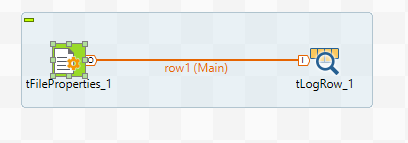 O
row1 (Main)
I
tFileProperties_1
tLogRow_1